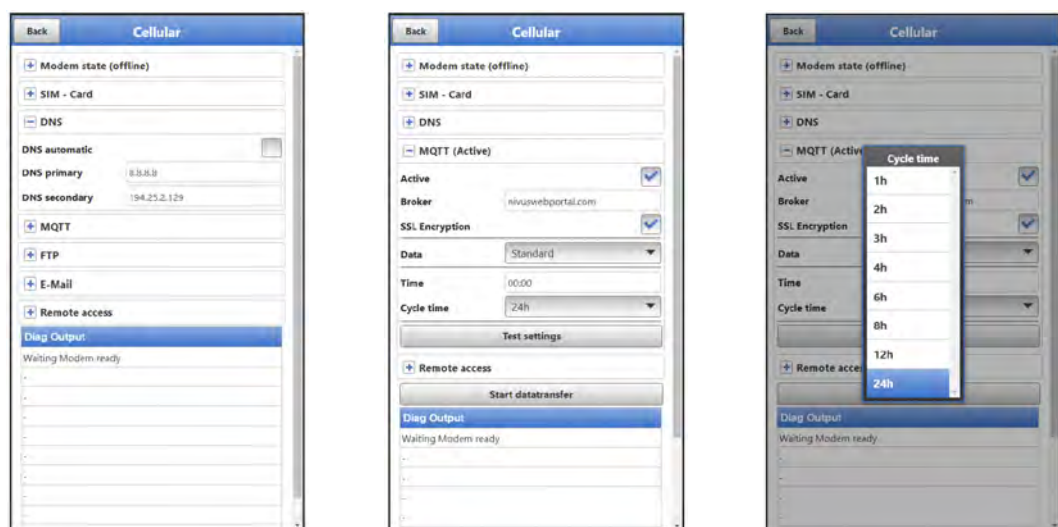 Back Cellular
Modem state (offline)
SIM - Card
DNS
DNS automatic
DNS primary 8.8.8.8
DNS secondary 194.25.2.129
MQTT
FTP
E-Mail
Remote access
Diag Output
Waiting Modem ready
Back Cellular
Modem state (offline)
SIM - Card
DNS
MQTT (Active)
Active
Broker nivuswebportal.com
SSL Encryption
Data Standard
Time 00:00
Cycle time 24h
Test settings
Remote access
Start datatransfer
Diag Output
Waiting Modem ready
Back Cellular
Modem state (offline)
SIM - Card
DNS
MQTT (Active
Active
Broker
SSL Encryption
Data
Time
Cycle time
Remote acce
Diag Output
Waiting Modem ready
Cycle time
1h
2h
3h
4h
6h
8h
12h
24h